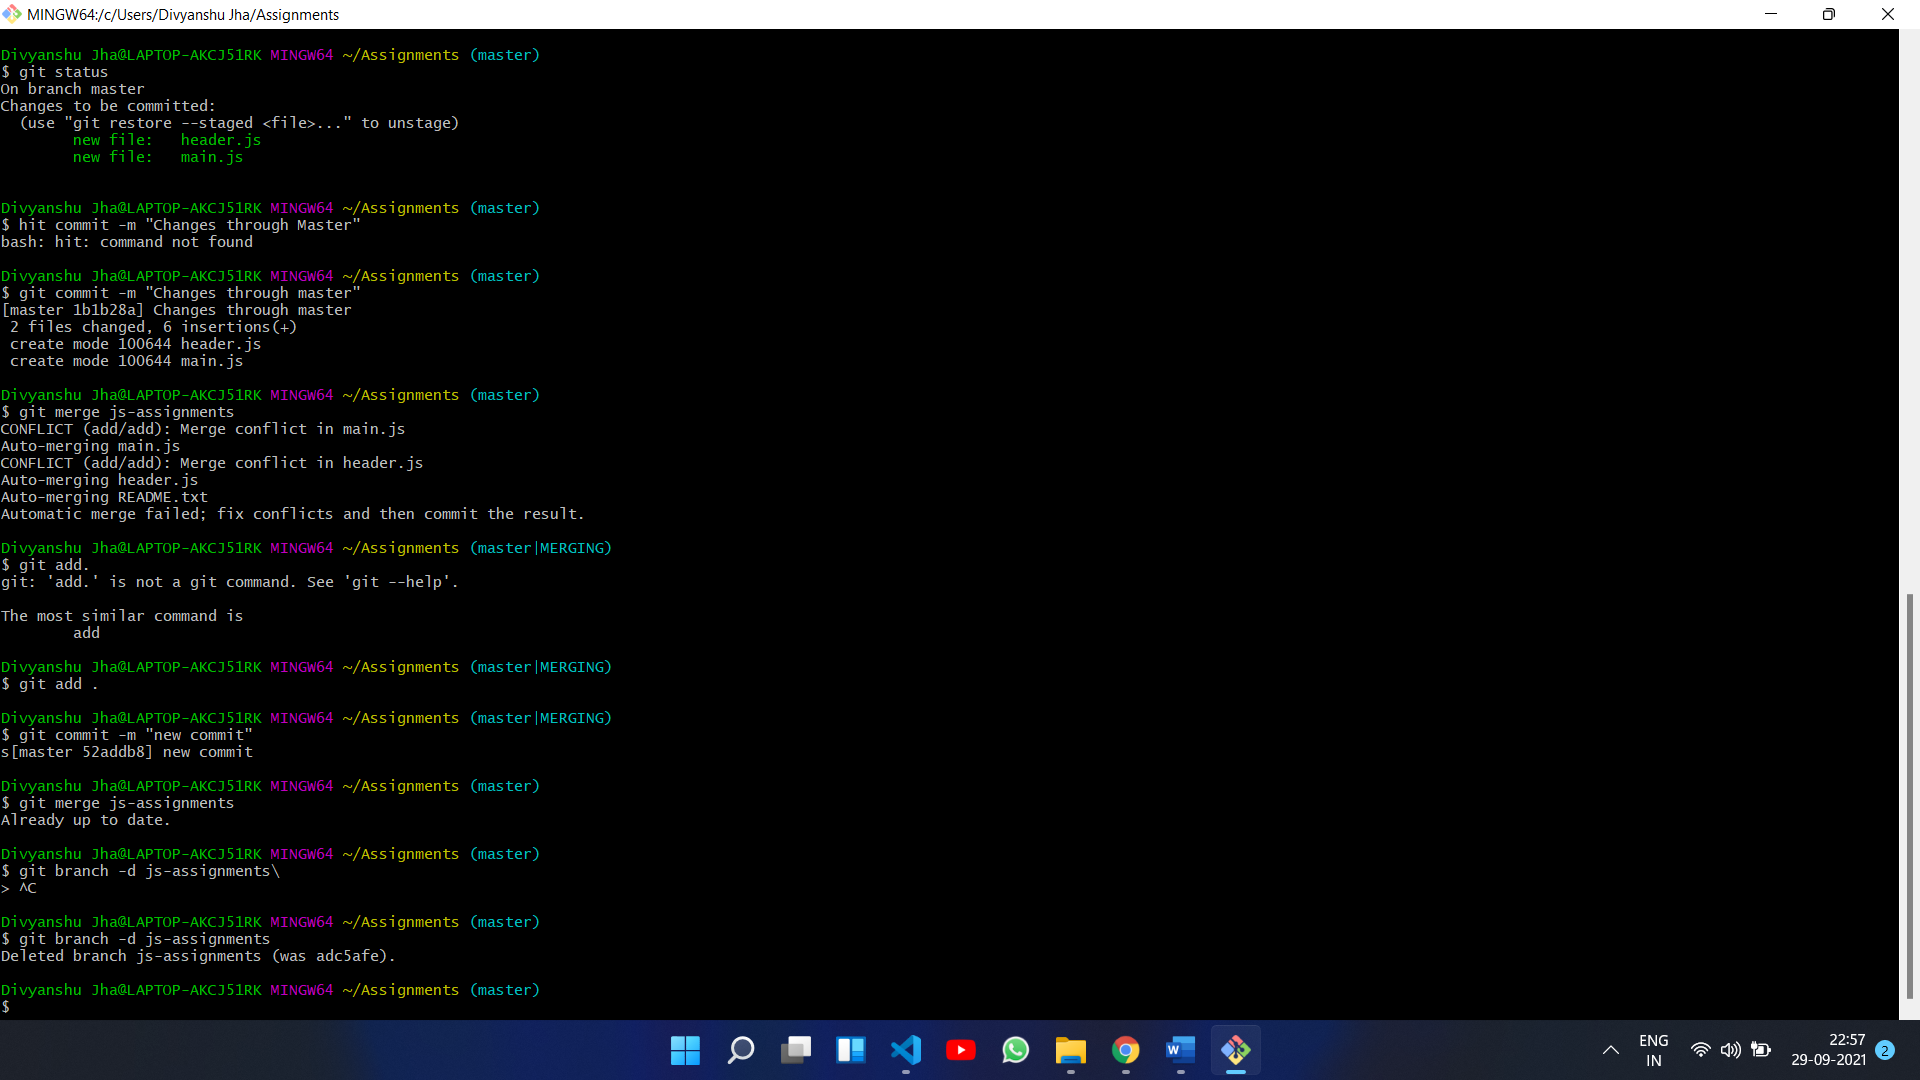 MINGW64:/c/Users/Divyanshu Jha/Assignments
Divyanshu Jha@LAPTOP-AKCJ51RK MINGW64 ~/Assignments (master)
$ git status
On branch master
Changes to be committed:
  (use "git restore --staged <file>..." to unstage)
        new file:   header.js
        new file:   main.js
Divyanshu Jha@LAPTOP-AKCJ51RK MINGW64 ~/Assignments (master)
$ hit commit -m "Changes through Master"
bash: hit: command not found
Divyanshu Jha@LAPTOP-AKCJ51RK MINGW64 ~/Assignments (master)
$ git commit -m "Changes through master"
[master 1b1b28a] Changes through master
 2 files changed, 6 insertions(+)
 create mode 100644 header.js
 create mode 100644 main.js
Divyanshu Jha@LAPTOP-AKCJ51RK MINGW64 ~/Assignments (master)
$ git merge js-assignments
CONFLICT (add/add): Merge conflict in main.js
Auto-merging main.js
CONFLICT (add/add): Merge conflict in header.js
Auto-merging header.js
Auto-merging README.txt
Automatic merge failed; fix conflicts and then commit the result.
Divyanshu Jha@LAPTOP-AKCJ51RK MINGW64 ~/Assignments (master|MERGING)
$ git add.
git: 'add.' is not a git command. See 'git --help'.
The most similar command is
        add
Divyanshu Jha@LAPTOP-AKCJ51RK MINGW64 ~/Assignments (master|MERGING)
$ git add .
Divyanshu Jha@LAPTOP-AKCJ51RK MINGW64 ~/Assignments (master|MERGING)
$ git commit -m "new commit"
s[master 52addb8] new commit
Divyanshu Jha@LAPTOP-AKCJ51RK MINGW64 ~/Assignments (master)
$ git merge js-assignments
Already up to date.
Divyanshu Jha@LAPTOP-AKCJ51RK MINGW64 ~/Assignments (master)
$ git branch -d js-assignments\
> ^C
Divyanshu Jha@LAPTOP-AKCJ51RK MINGW64 ~/Assignments (master)
$ git branch -d js-assignments
Deleted branch js-assignments (was adc5afe).
Divyanshu Jha@LAPTOP-AKCJ51RK MINGW64 ~/Assignments (master)
$
W
ENG
IN
22:57
29-09-2021
2